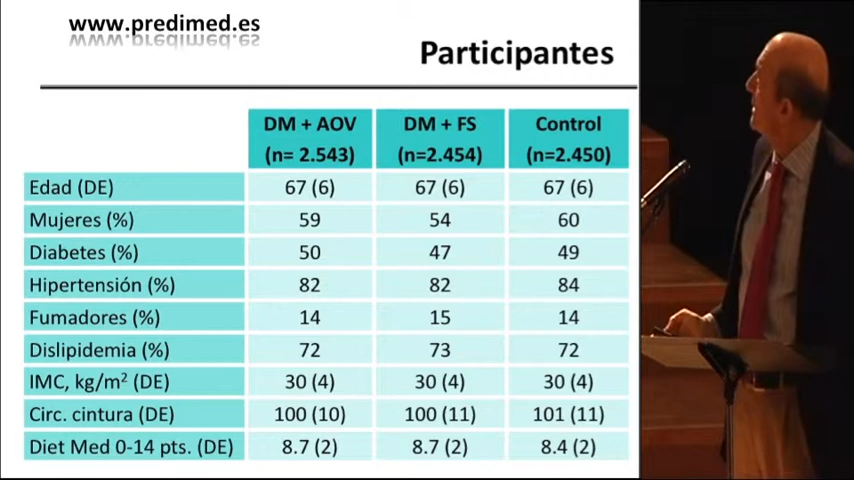 www.predimed.es
Participantes
DM + AOV (n= 2.543) DM + FS (n=2.454) Control (n=2.450)
Edad (DE) 67 (6) 67 (6) 67 (6)
Mujeres (%) 59 54 60
Diabetes (%) 50 47 49
Hipertensión (%) 82 82 84
Fumadores (%) 14 15 14
Dislipidemia (%) 72 73 72
IMC, kg/m² (DE) 30 (4) 30 (4) 30 (4)
Circ. cintura (DE) 100 (10) 100 (11) 101 (11)
Diet Med 0-14 pts. (DE) 8.7 (2) 8.7 (2) 8.4 (2)